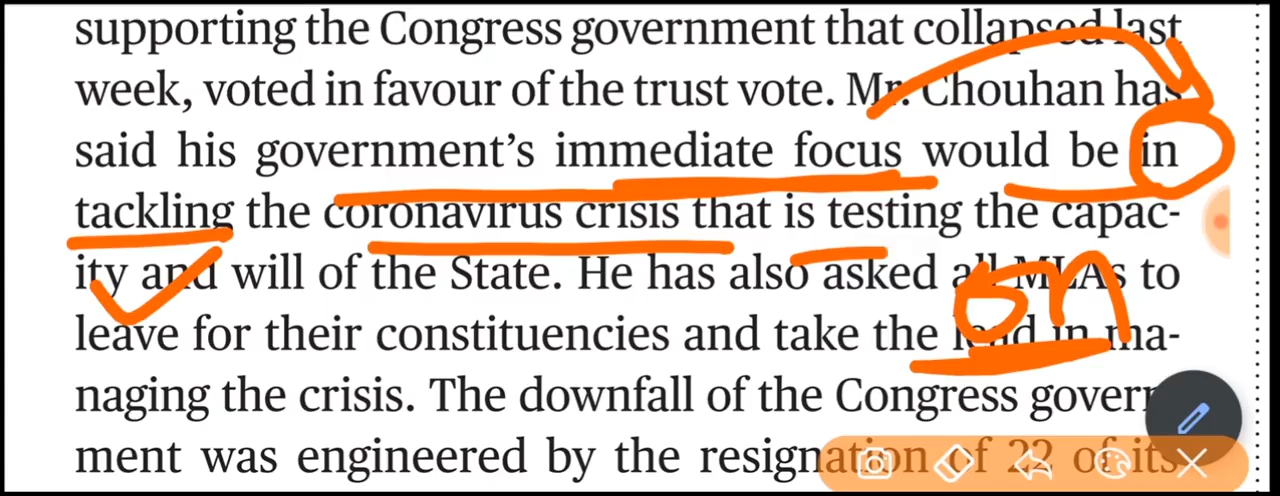 supporting the Congress government that collapsed last
week, voted in favour of the trust vote. Mr. Chouhan has
said his government's immediate focus would be in
tackling the coronavirus crisis that is testing the capac-
ity and will of the State. He has also asked all MLAs to
on
leave for their constituencies and take the lead in ma-
naging the crisis. The downfall of the Congress govern-
ment was engineered by the resignation of 22 of its